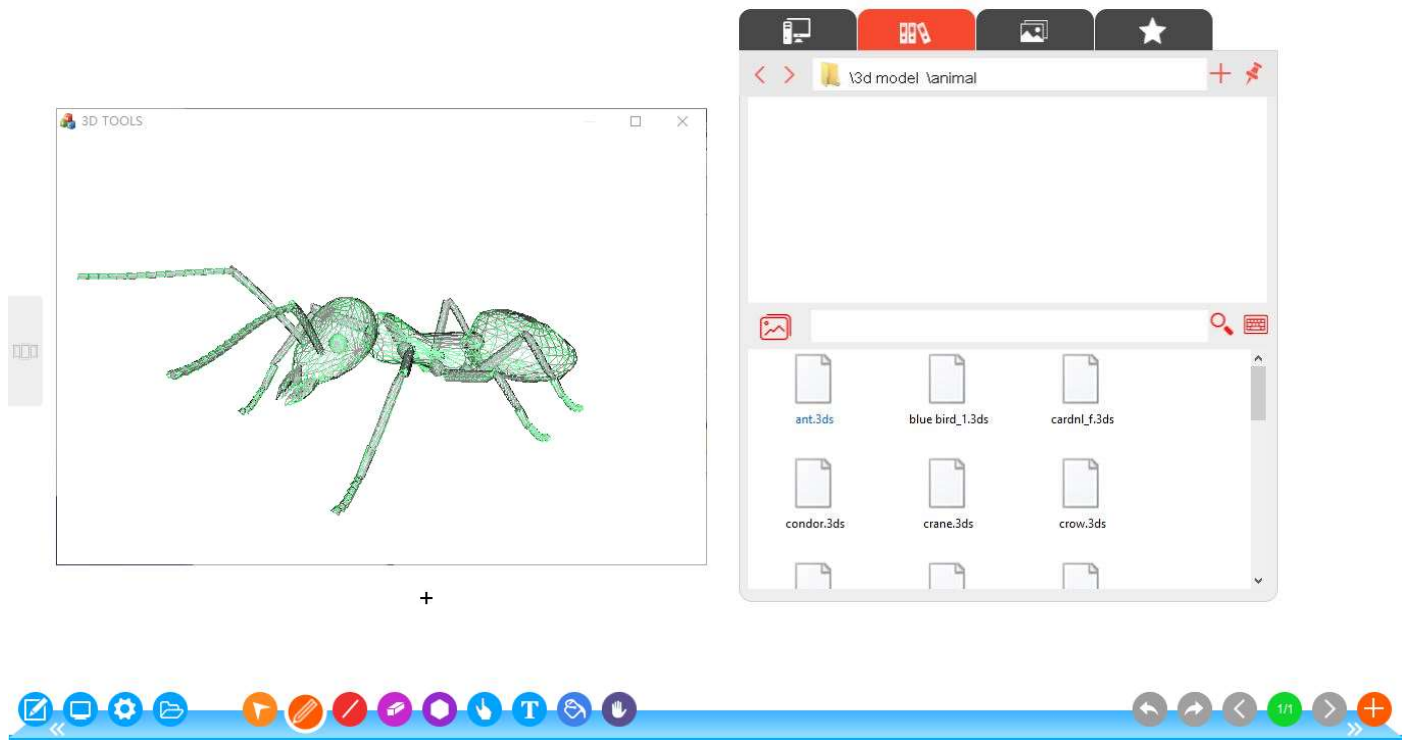 \3d model \animal
3D TOOLS
ant.3ds
blue bird_1.3ds
cardnl_f.3ds
condor.3ds
crane.3ds
crow.3ds
T
1/1